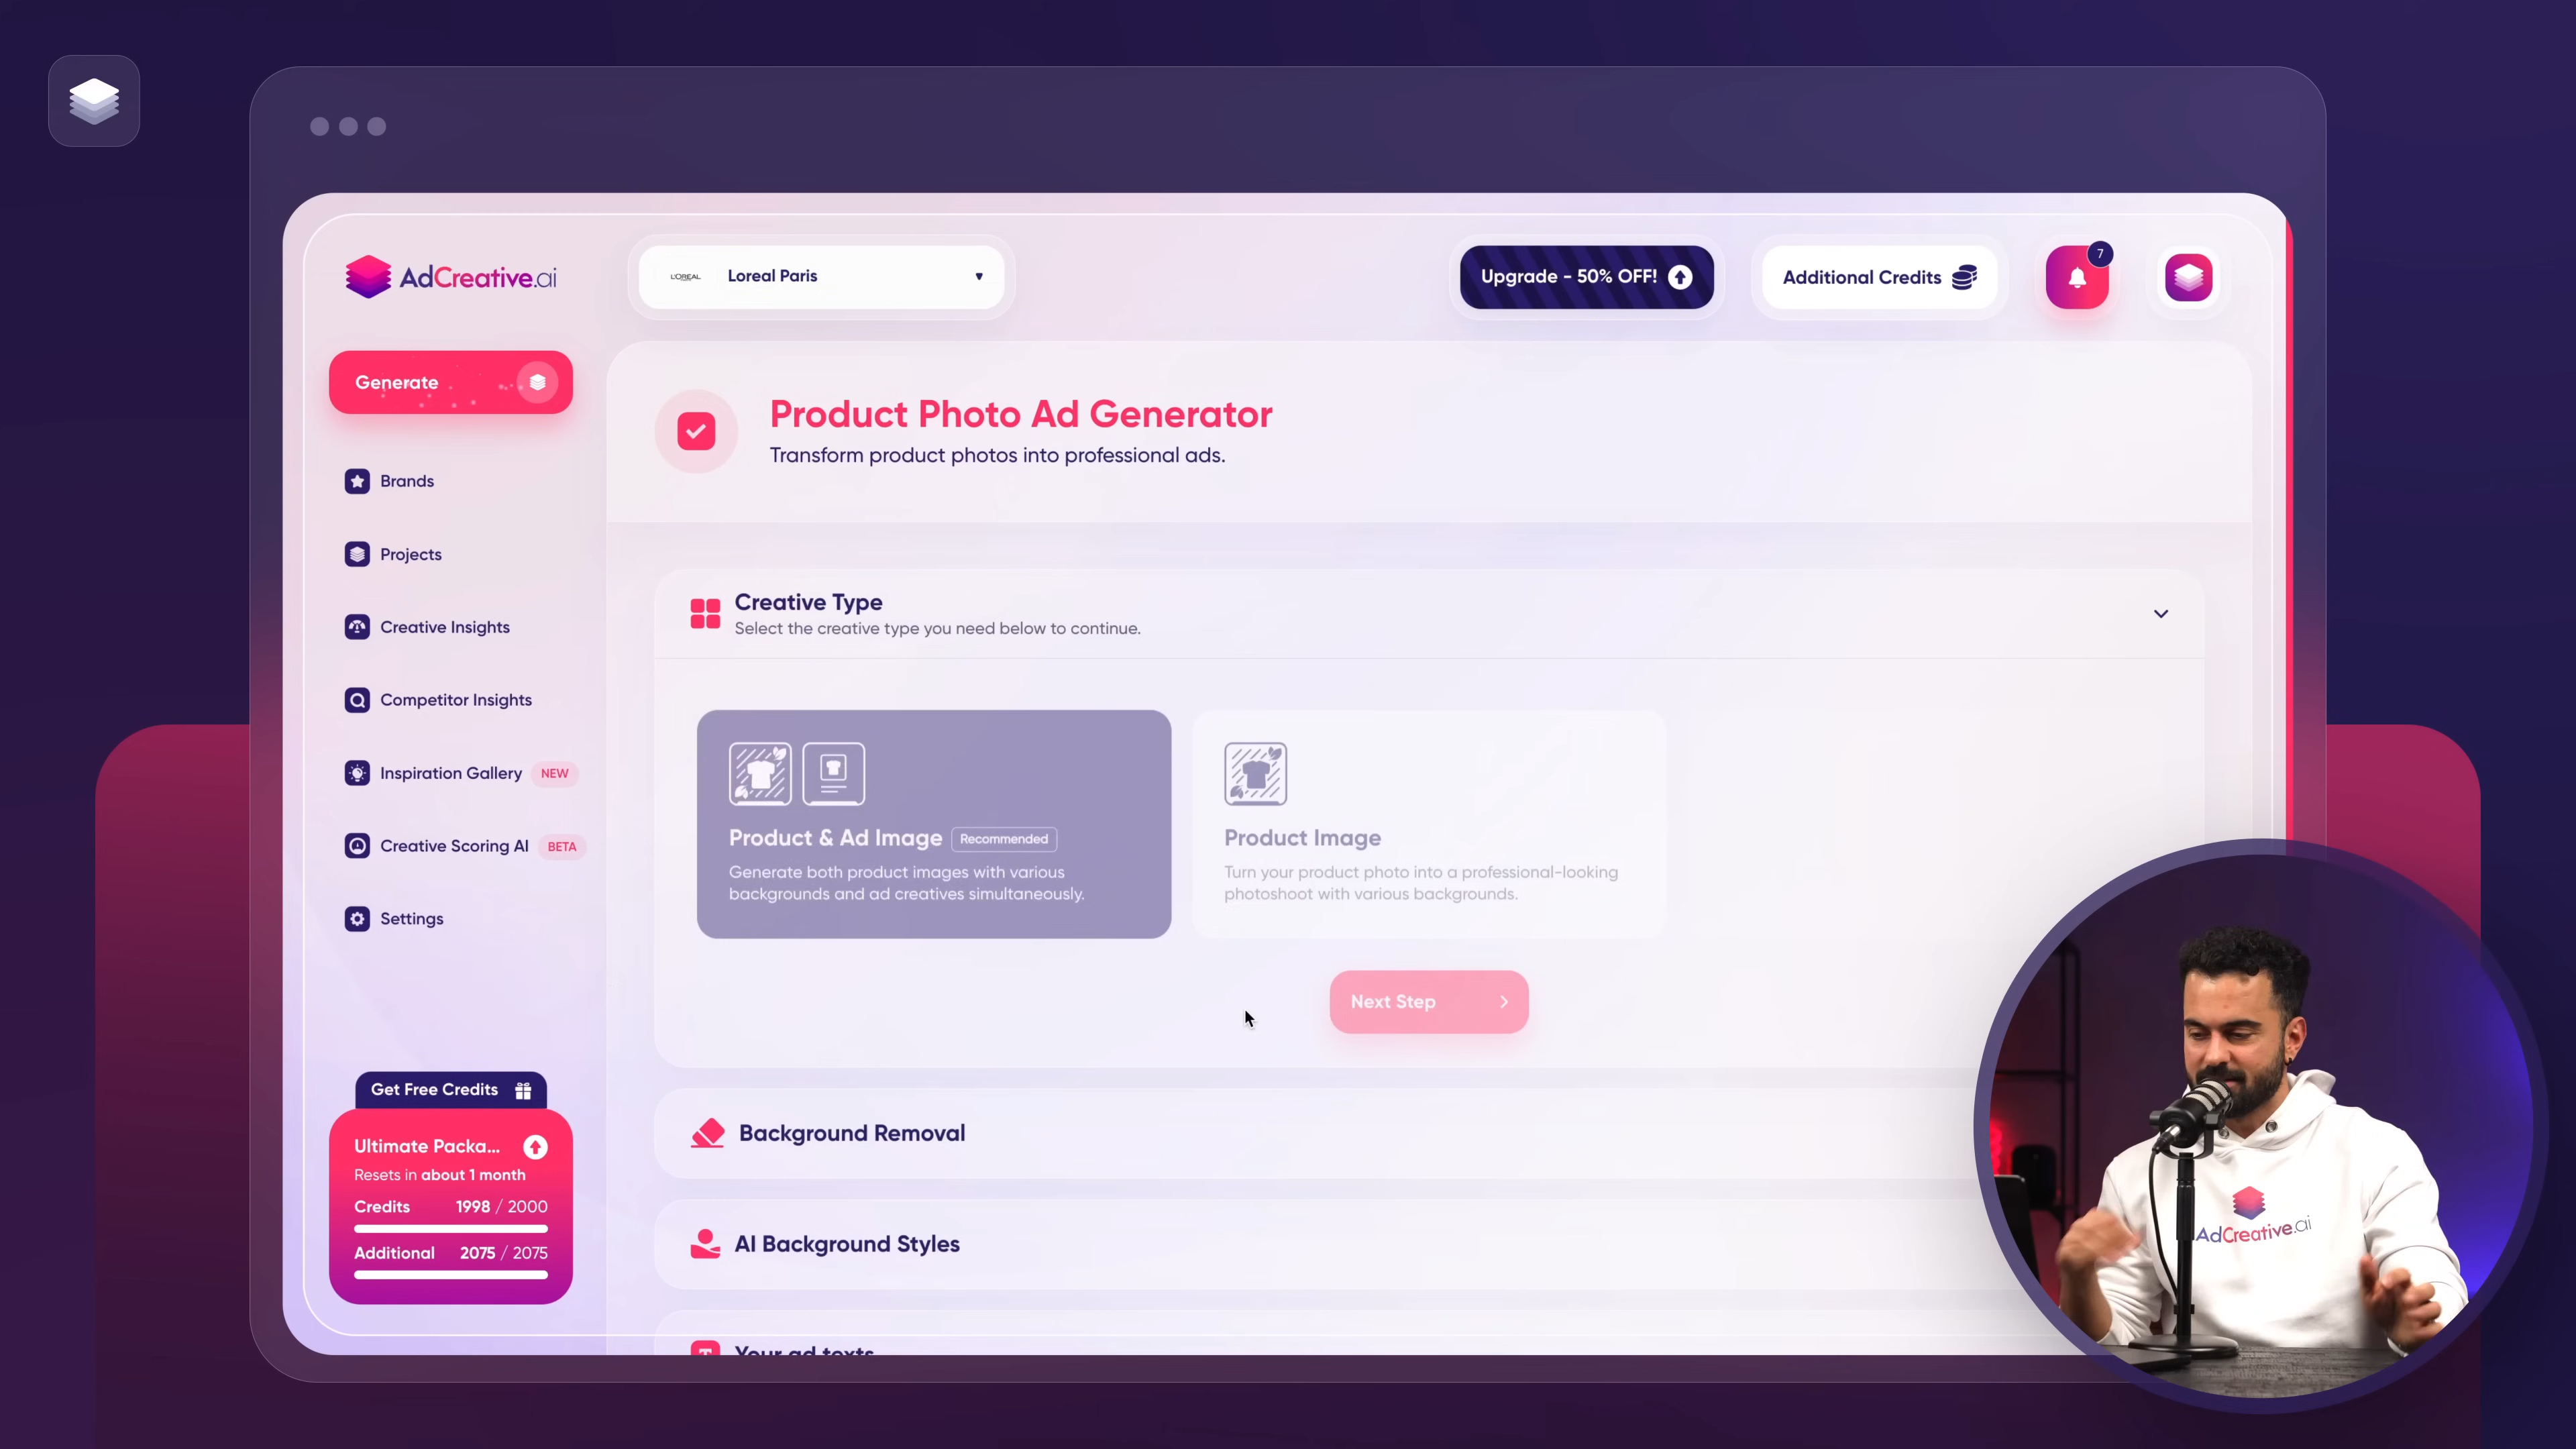 AdCreative.ai
L'ORÉAL
Loreal Paris
Upgrade - 50% OFF!
Additional Credits
7
Generate
Brands
Projects
Creative Insights
Competitor Insights
Inspiration Gallery NEW
Creative Scoring AI BETA
Settings
Get Free Credits
Ultimate Packa...
Resets in about 1 month
Credits 1998 / 2000
Additional 2075 / 2075
Product Photo Ad Generator
Transform product photos into professional ads.
Creative Type
Select the creative type you need below to continue.
Product & Ad Image Recommended
Generate both product images with various
backgrounds and ad creatives simultaneously.
Product Image
Turn your product photo into a professional-looking
photoshoot with various backgrounds.
Next Step
Background Removal
AI Background Styles
Your ad texts
AdCreative.ai